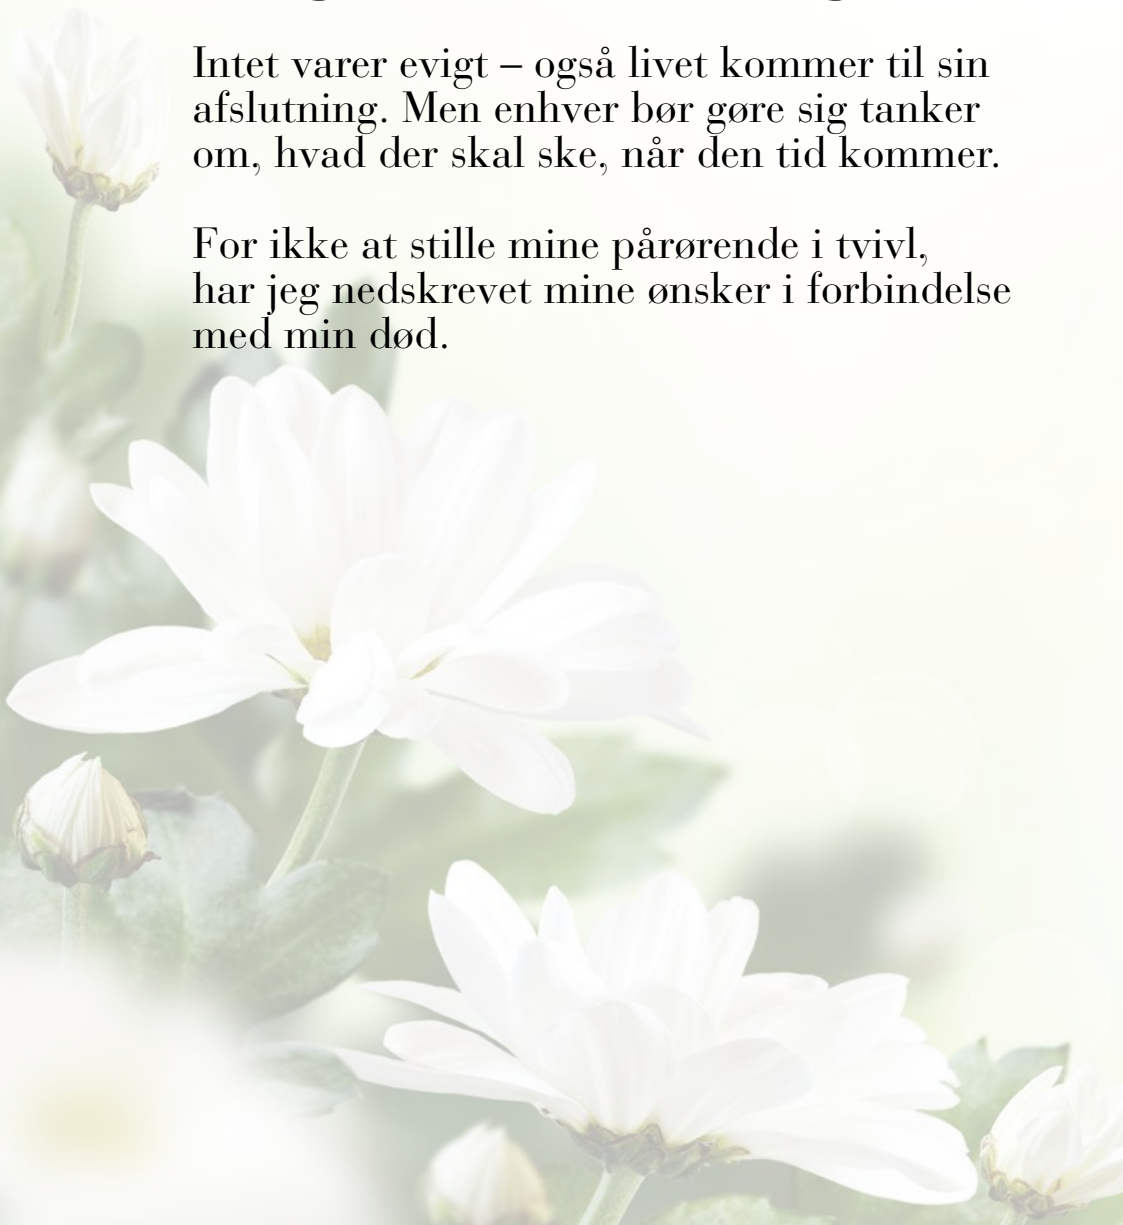 Intet varer evigt – også livet kommer til sin
afslutning. Men enhver bør gøre sig tanker
om, hvad der skal ske, når den tid kommer.
For ikke at stille mine pårørende i tvivl,
har jeg nedskrevet mine ønsker i forbindelse
med min død.